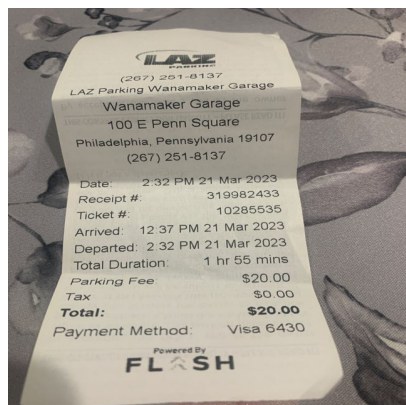 LAZ
PARKING
(267) 251-8137
LAZ Parking Wanamaker Garage
Wanamaker Garage
100 E Penn Square
Philadelphia, Pennsylvania 19107
(267) 251-8137
Date: 2:32 PM 21 Mar 2023
Receipt #: 319982433
Ticket #: 10285535
Arrived: 12:37 PM 21 Mar 2023
Departed: 2:32 PM 21 Mar 2023
Total Duration: 1 hr 55 mins
Parking Fee: $20.00
Tax $0.00
Total: $20.00
Payment Method: Visa 6430
Powered By
FLASH